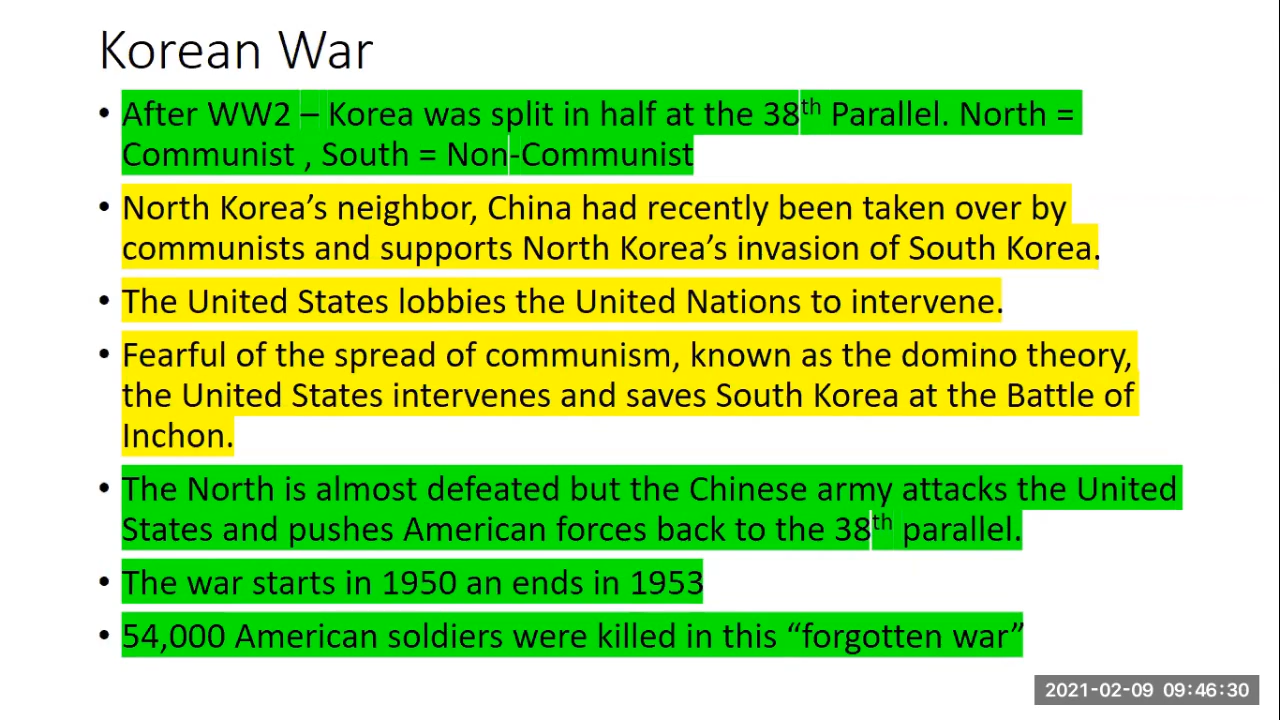 Korean War
• After WW2 – Korea was split in half at the 38th Parallel. North =
Communist , South = Non-Communist
• North Korea’s neighbor, China had recently been taken over by
communists and supports North Korea’s invasion of South Korea.
• The United States lobbies the United Nations to intervene.
• Fearful of the spread of communism, known as the domino theory,
the United States intervenes and saves South Korea at the Battle of
Inchon.
• The North is almost defeated but the Chinese army attacks the United
States and pushes American forces back to the 38th parallel.
• The war starts in 1950 an ends in 1953
• 54,000 American soldiers were killed in this “forgotten war”
2021-02-09 09:46:30